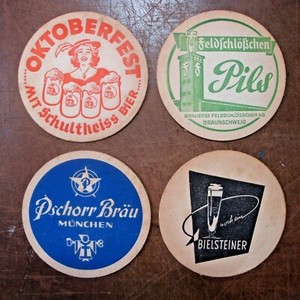 OKTOBERFEST
MIT Schultheiss BIER
Feldschlößchen
Pils
BRAUEREI FELDSCHLÖSSCHEN AG
BRAUNSCHWEIG
Pschorr Bräu
MÜNCHEN
BIELSTEINER